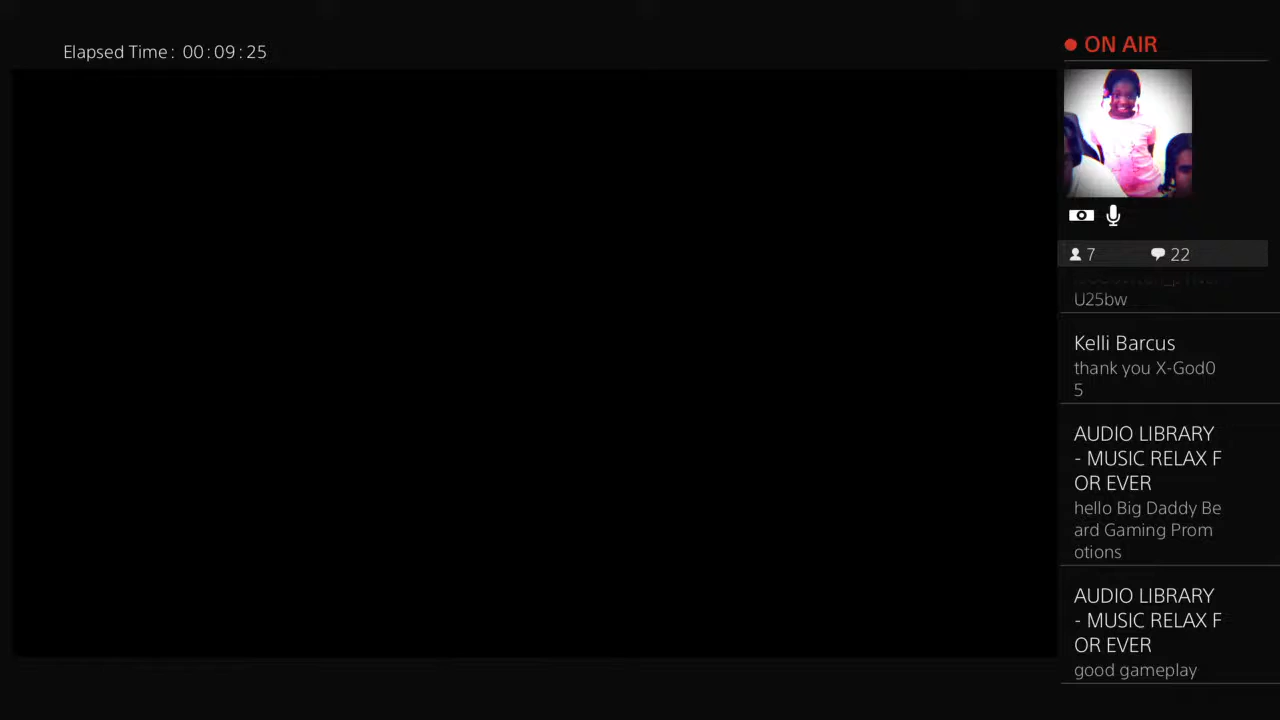 Elapsed Time: 00:09:25
ON AIR
7 22
U25bw
Kelli Barcus
thank you X-God0
5
AUDIO LIBRARY
- MUSIC RELAX F
OR EVER
hello Big Daddy Be
ard Gaming Prom
otions
AUDIO LIBRARY
- MUSIC RELAX F
OR EVER
good gameplay